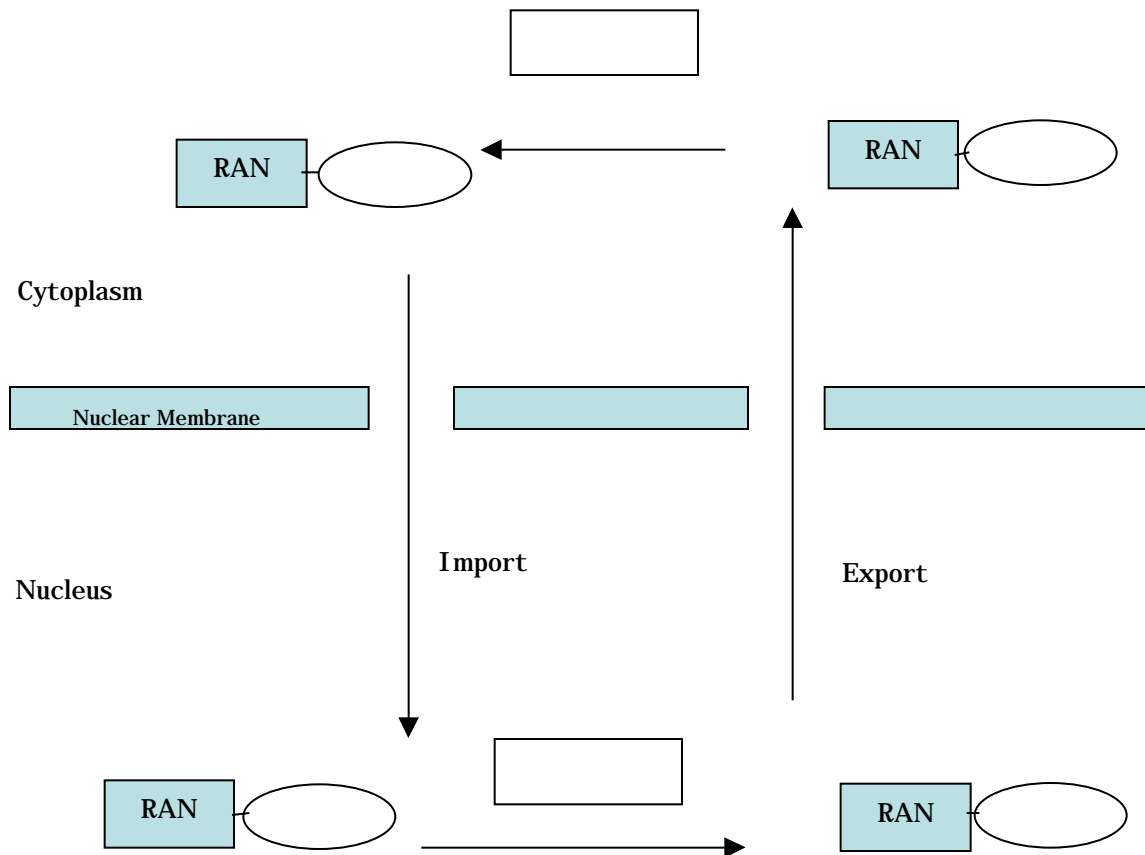 RAN
RAN
Cytoplasm
Nuclear Membrane
Import
Export
Nucleus
RAN
RAN